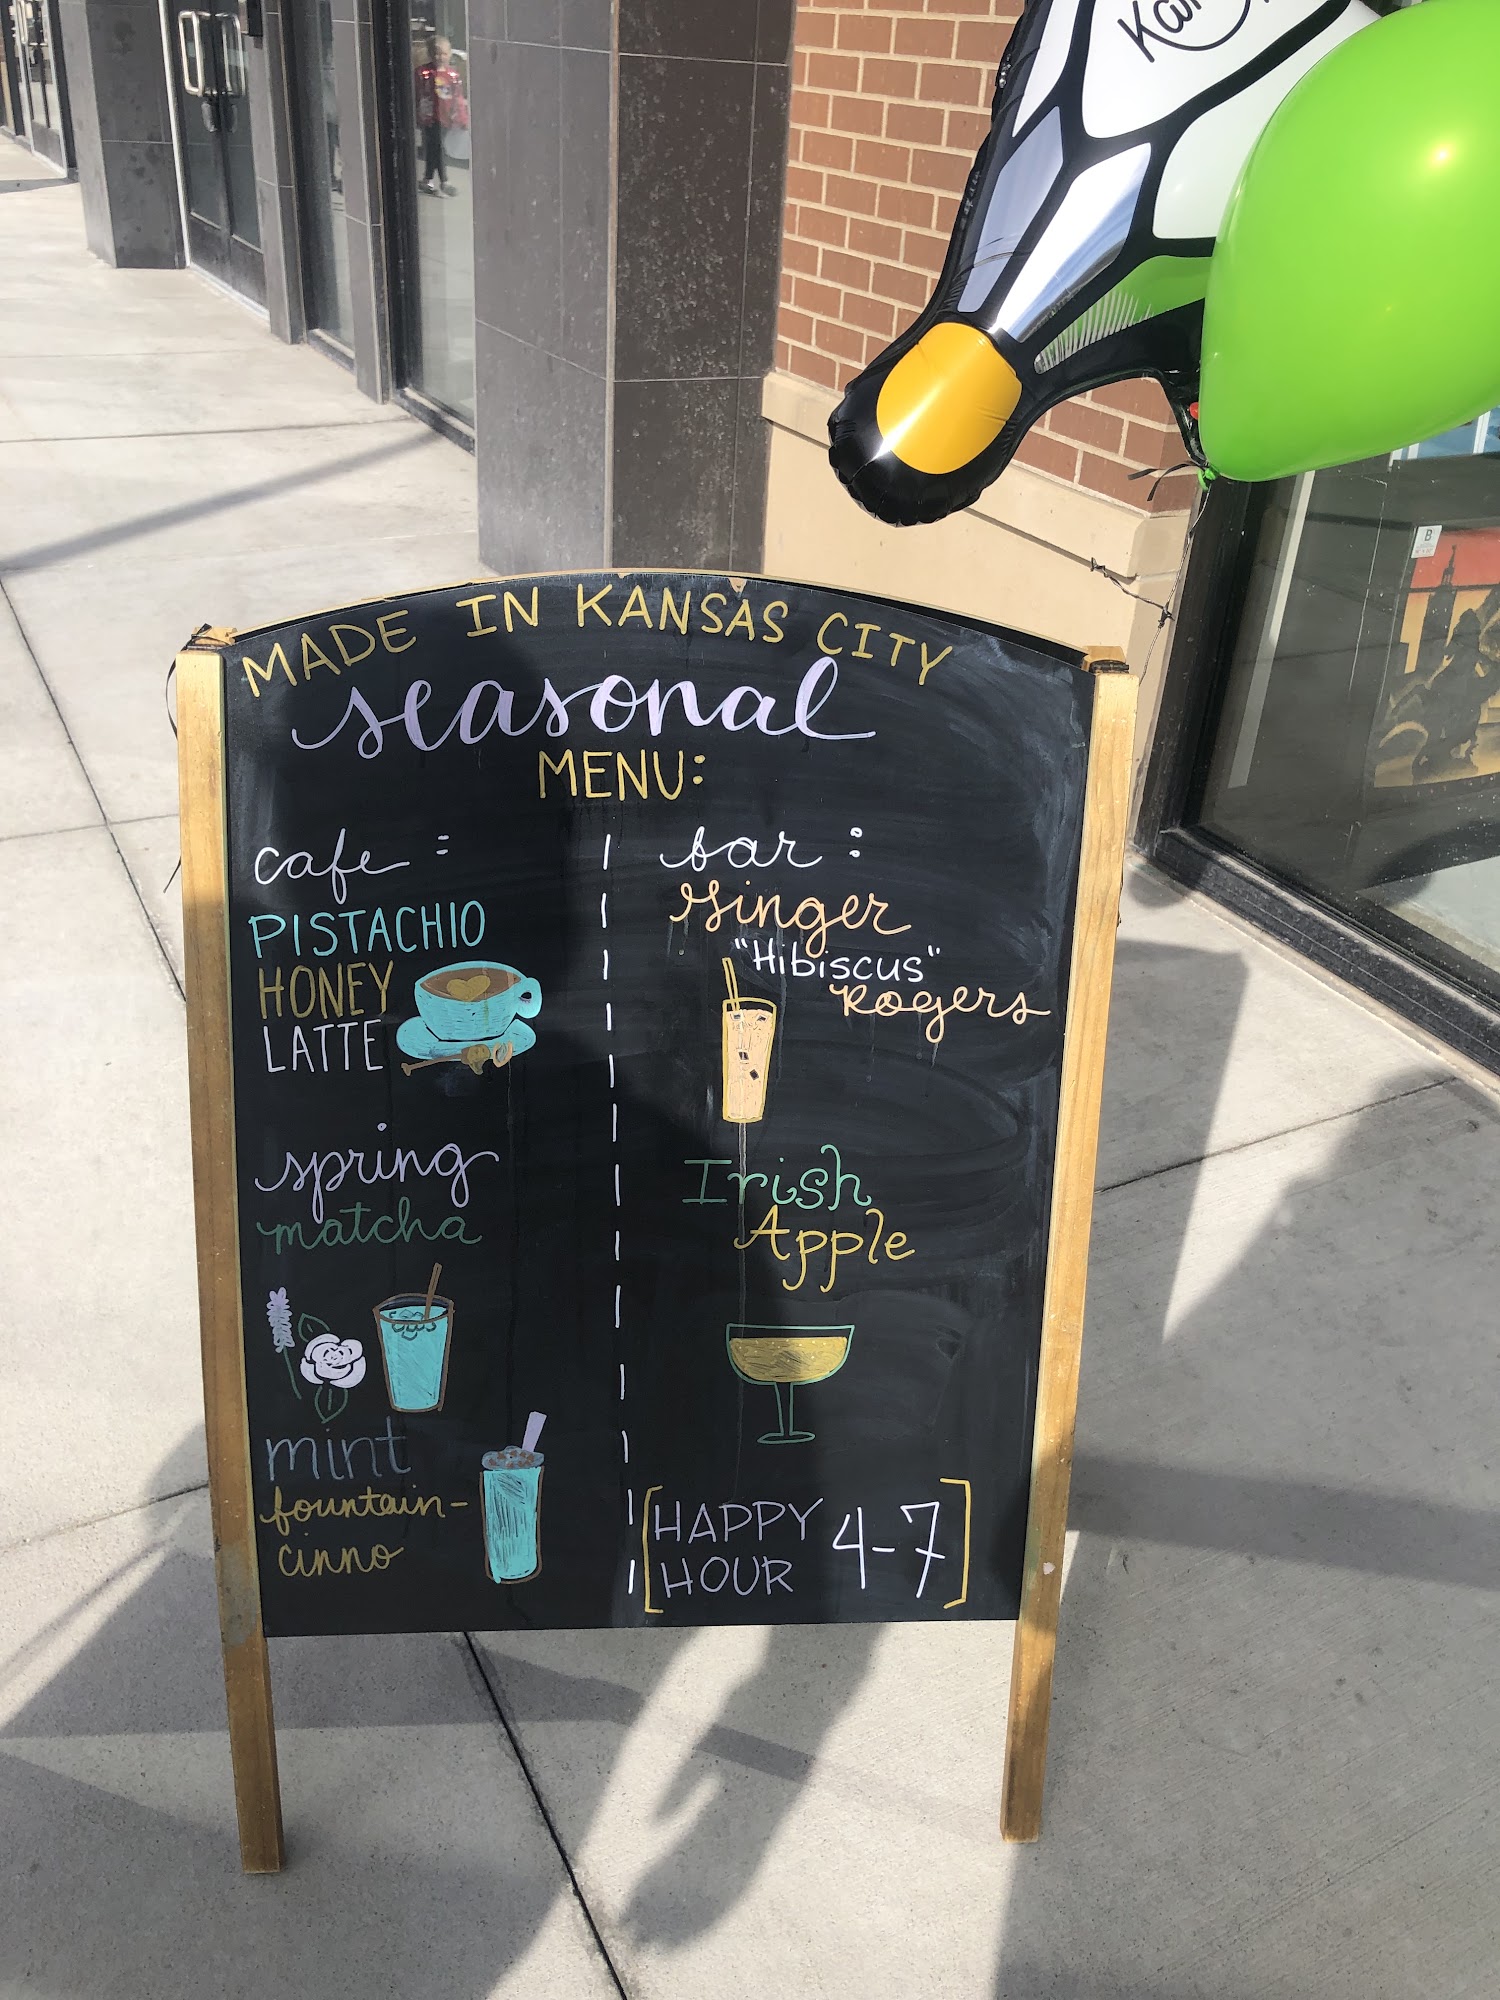 MADE IN KANSAS CITY
seasonal
MENU:
cafe:
PISTACHIO
HONEY
LATTE
spring
matcha
mint
fountain-
cinno
bar:
Ginger
"Hibiscus"
Rogers
Irish
Apple
HAPPY
HOUR
4-7
B